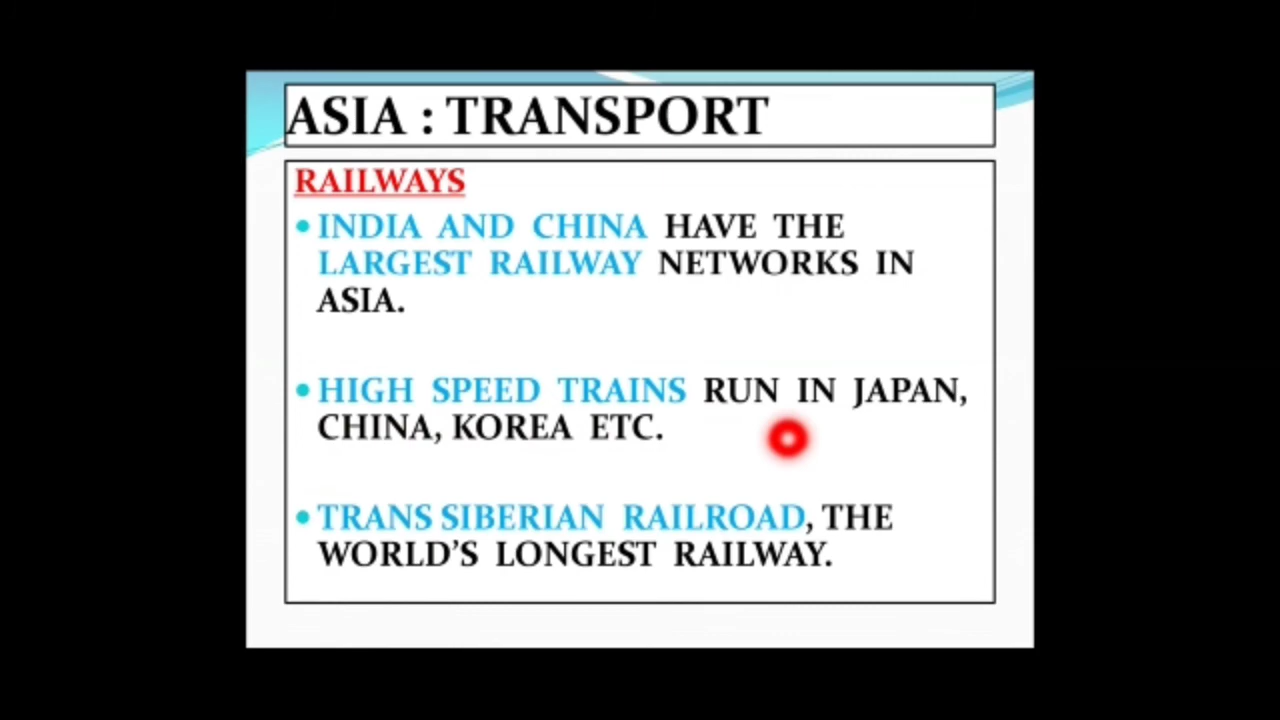 ASIA : TRANSPORT
RAILWAYS
• INDIA AND CHINA HAVE THE
LARGEST RAILWAY NETWORKS IN
ASIA.
• HIGH SPEED TRAINS RUN IN JAPAN,
CHINA, KOREA ETC.
• TRANS SIBERIAN RAILROAD, THE
WORLD'S LONGEST RAILWAY.